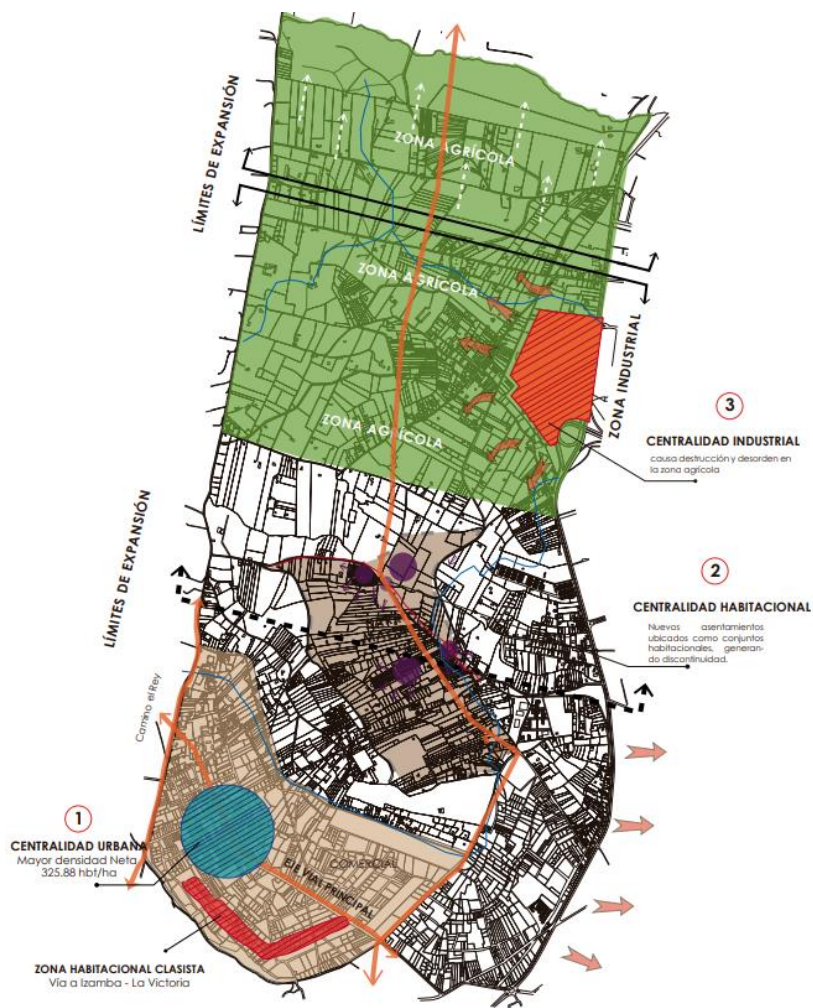 ZONA AGRÍCOLA
LÍMITES DE EXPANSIÓN
ZONA AGRÍCOLA
ZONA AGRÍCOLA
ZONA INDUSTRIAL
3
CENTRALIDAD INDUSTRIAL
causa destrucción y desorden en
la zona agrícola
LÍMITES DE EXPANSIÓN
2
CENTRALIDAD HABITACIONAL
Nuevos asentamientos
ubicados como conjuntos
habitacionales, generan-
do discontinuidad.
Camino el Rey
1
CENTRALIDAD URBANA
Mayor densidad Neta
325.88 hbt/ha
COMERCIAL
EJE VIAL PRINCIPAL
ZONA HABITACIONAL CLASISTA
Vía a Izamba - La Victoria